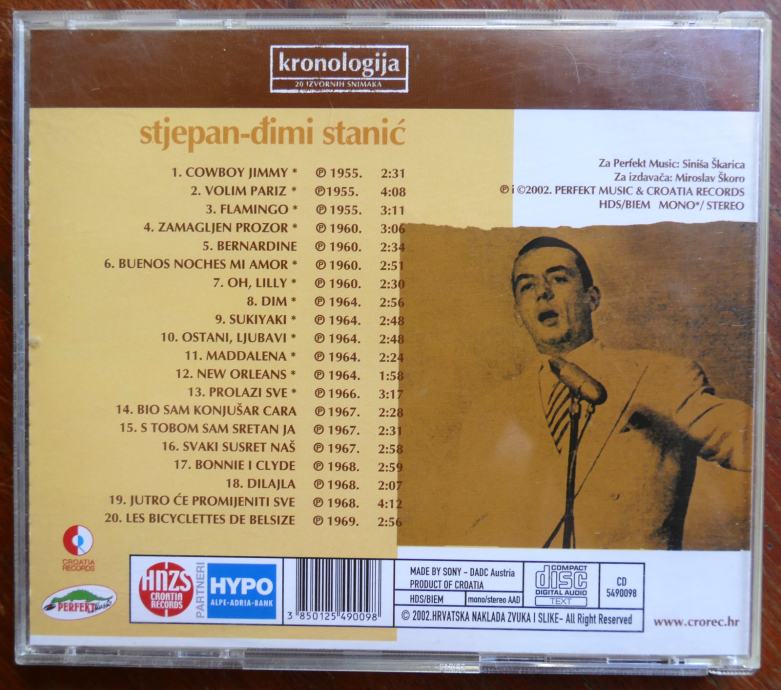 kronologija
20 IZVORNIH SNIMAKA
stjepan-đimi stanić
1. COWBOY JIMMY * ℗ 1955. 2:31
2. VOLIM PARIZ * ℗1955. 4:08
3. FLAMINGO * ℗ 1955. 3:11
4. ZAMAGLJEN PROZOR * ℗ 1960. 3:06
5. BERNARDINE ℗ 1960. 2:34
6. BUENOS NOCHES MI AMOR * ℗ 1960. 2:51
7. OH, LILLY * ℗ 1960. 2:30
8. DIM * ℗ 1964. 2:56
9. SUKIYAKI * ℗ 1964. 2:48
10. OSTANI, LJUBAVI * ℗ 1964. 2:48
11. MADDALENA * ℗ 1964. 2:24
12. NEW ORLEANS * ℗ 1964. 1:58
13. PROLAZI SVE * ℗ 1966. 3:17
14. BIO SAM KONJUŠAR CARA ℗ 1967. 2:28
15. S TOBOM SAM SRETAN JA ℗ 1967. 2:31
16. SVAKI SUSRET NAŠ ℗ 1967. 2:58
17. BONNIE I CLYDE ℗ 1968. 2:59
18. DILAJLA ℗ 1968. 2:07
19. JUTRO ĆE PROMIJENITI SVE ℗ 1968. 4:12
20. LES BICYCLETTES DE BELSIZE ℗ 1969. 2:56
Za Perfekt Music: Siniša Škarica
Za izdavača: Miroslav Škoro
℗ i ©2002. PERFEKT MUSIC & CROATIA RECORDS
HDS/BIEM MONO*/ STEREO
CROATIA
RECORDS
PERFEKT Music
HNZS
CROATIA
RECORDS
PARTNERI
HYPO
ALPE-ADRIA-BANK
3 850125 490098
MADE BY SONY - DADC Austria
PRODUCT OF CROATIA
HDS/BIEM mono/stereo AAD
COMPACT
disc
DIGITAL AUDIO
TEXT
CD
5490098
© 2002.HRVATSKA NAKLADA ZVUKA I SLIKE- All Right Reserved
www.crorec.hr